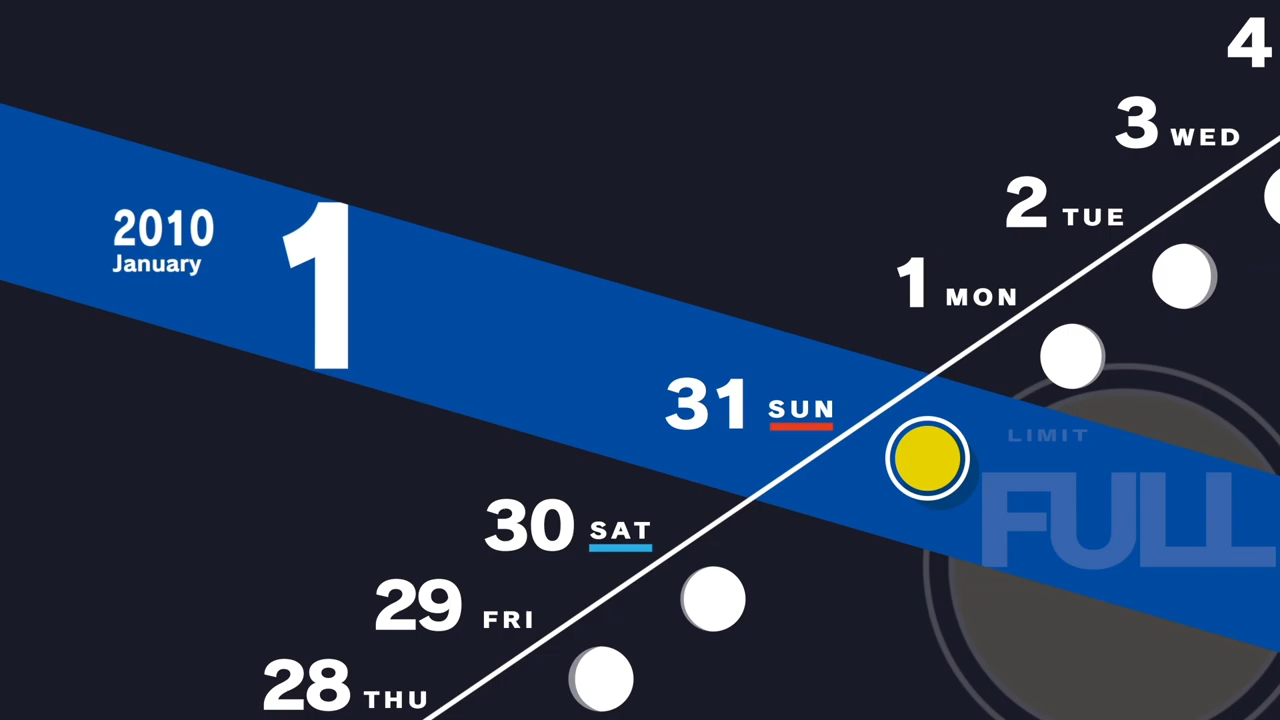 4
3 WED
2 TUE
2010
January
1
1 MON
31 SUN
LIMIT
FULL
30 SAT
29 FRI
28 THU